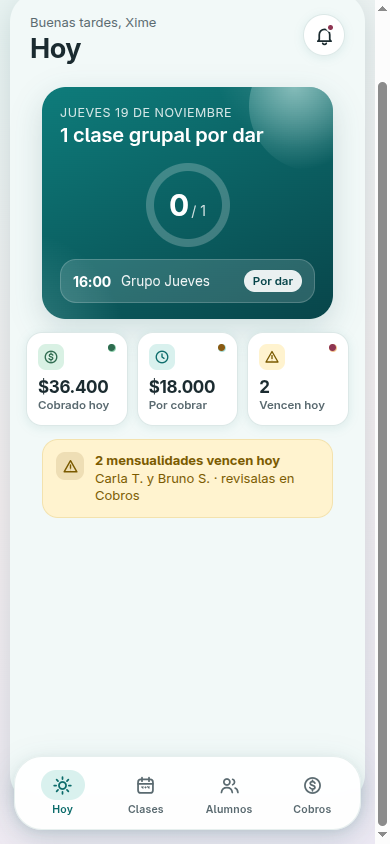 Buenas tardes, Xime
Hoy
JUEVES 19 DE NOVIEMBRE
1 clase grupal por dar
0 / 1
16:00 Grupo Jueves Por dar
$36.400 $18.000 2
Cobrado hoy Por cobrar Vencen hoy
2 mensualidades vencen hoy
Carla T. y Bruno S. · revisalas en
Cobros
Hoy Clases Alumnos Cobros